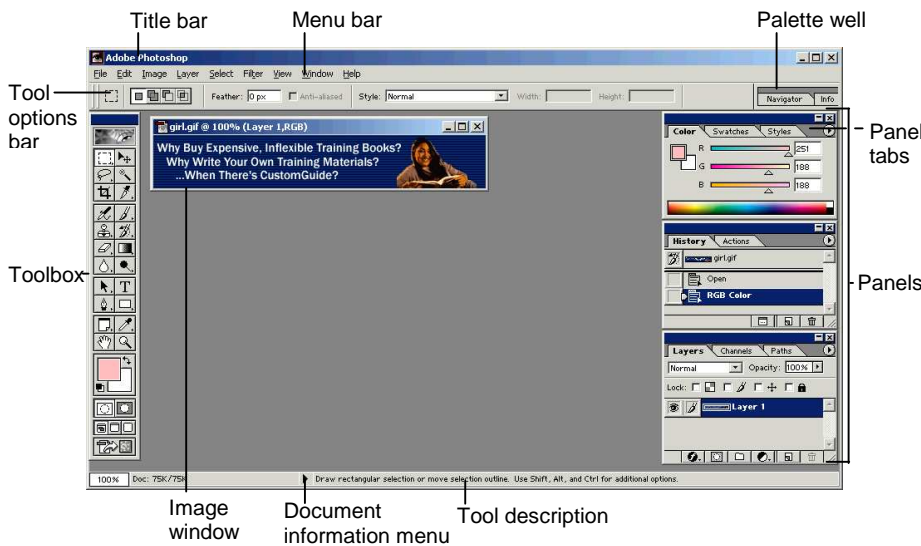 Title bar
Menu bar
Palette well
Adobe Photoshop
File Edit Image Layer Select Filter View Window Help
Tool options bar
Feather: 0 px Anti-aliased Style: Normal Width: Height:
Navigator Info
girl.gif @ 100% (Layer 1,RGB)
Why Buy Expensive, Inflexible Training Books?
Why Write Your Own Training Materials?
...When There's CustomGuide?
Color Swatches Styles
Panel tabs
R 251
G 188
B 188
Toolbox
T
History Actions
girl.gif
Open
RGB Color
Panels
Layers Channels Paths
Normal Opacity: 100%
Lock:
Layer 1
100% Doc: 75K/75K Draw rectangular selection or move selection outline. Use Shift, Alt, and Ctrl for additional options.
Image window
Document information menu
Tool description